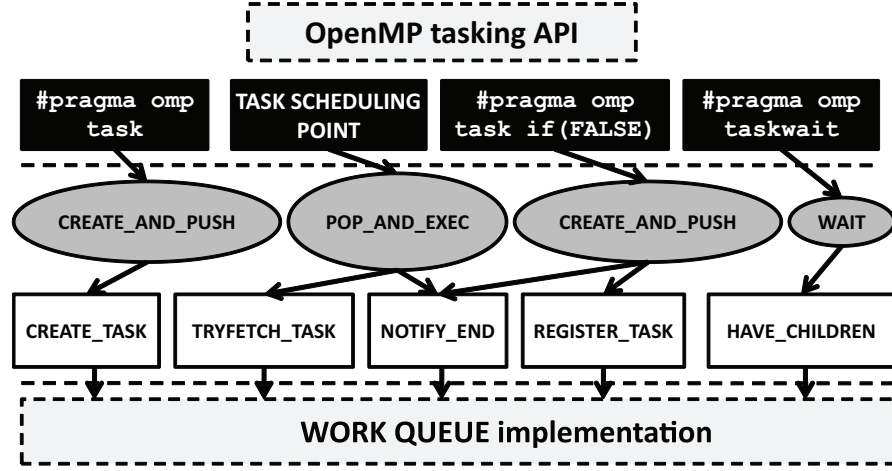 OpenMP tasking API
#pragma omp
task
TASK SCHEDULING
POINT
#pragma omp
task if(FALSE)
#pragma omp
taskwait
CREATE_AND_PUSH
POP_AND_EXEC
CREATE_AND_PUSH
WAIT
CREATE_TASK
TRYFETCH_TASK
NOTIFY_END
REGISTER_TASK
HAVE_CHILDREN
WORK QUEUE implementation